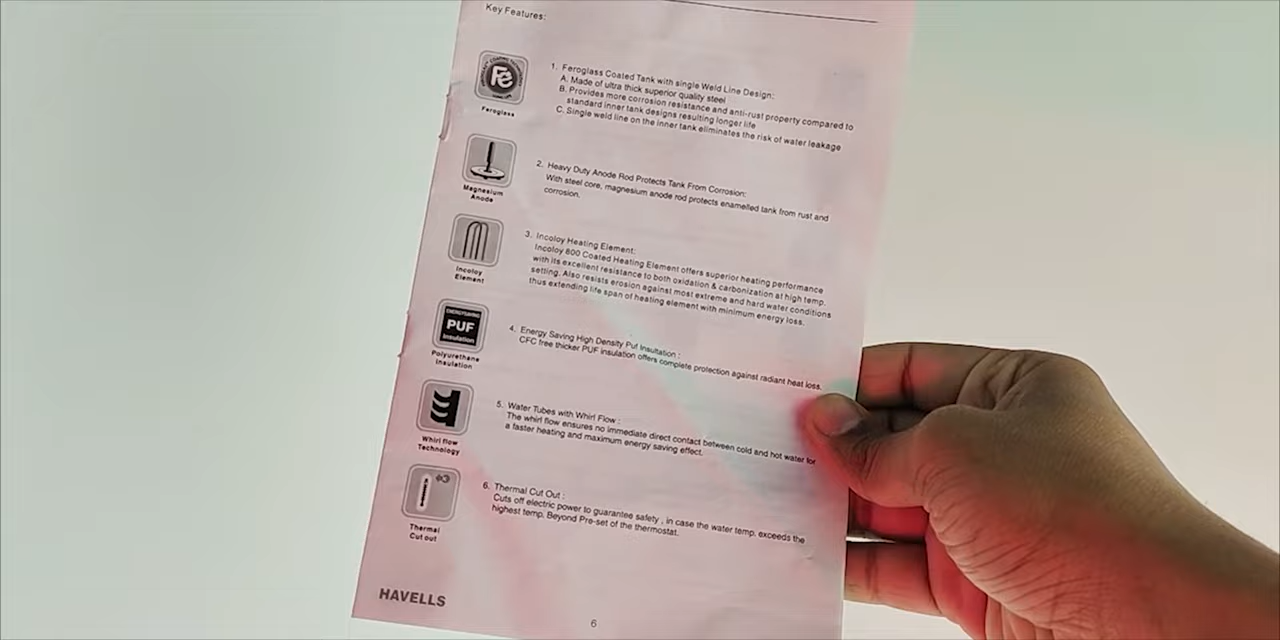 Key Features:
Fe
Feroglass
1. Feroglass Coated Tank with single Weld Line Design:
A. Made of ultra thick superior quality steel
B. Provides more corrosion resistance and anti-rust property compared to
standard inner tank designs resulting longer life
C. Single weld line on the inner tank eliminates the risk of water leakage
Magnesium
Anode
2. Heavy Duty Anode Rod Protects Tank From Corrosion:
With steel core, magnesium anode rod protects enamelled tank from rust and
corrosion.
Incoloy
Element
3. Incoloy Heating Element:
Incoloy 800 Coated Heating Element offers superior heating performance
with its excellent resistance to both oxidation & carbonization at high temp.
setting. Also resists erosion against most extreme and hard water conditions
thus extending life span of heating element with minimum energy loss.
ENERGYSAVING
PUF
Insulation
Polyurethene
Insulation
4. Energy Saving High Density Puf Insultation :
CFC free thicker PUF insulation offers complete protection against radiant heat loss.
Whirl flow
Technology
5. Water Tubes with Whirl Flow :
The whirl flow ensures no immediate direct contact between cold and hot water for
a faster heating and maximum energy saving effect.
Thermal
Cut out
6. Thermal Cut Out :
Cuts off electric power to guarantee safety , in case the water temp. exceeds the
highest temp. Beyond Pre-set of the thermostat.
HAVELLS
6